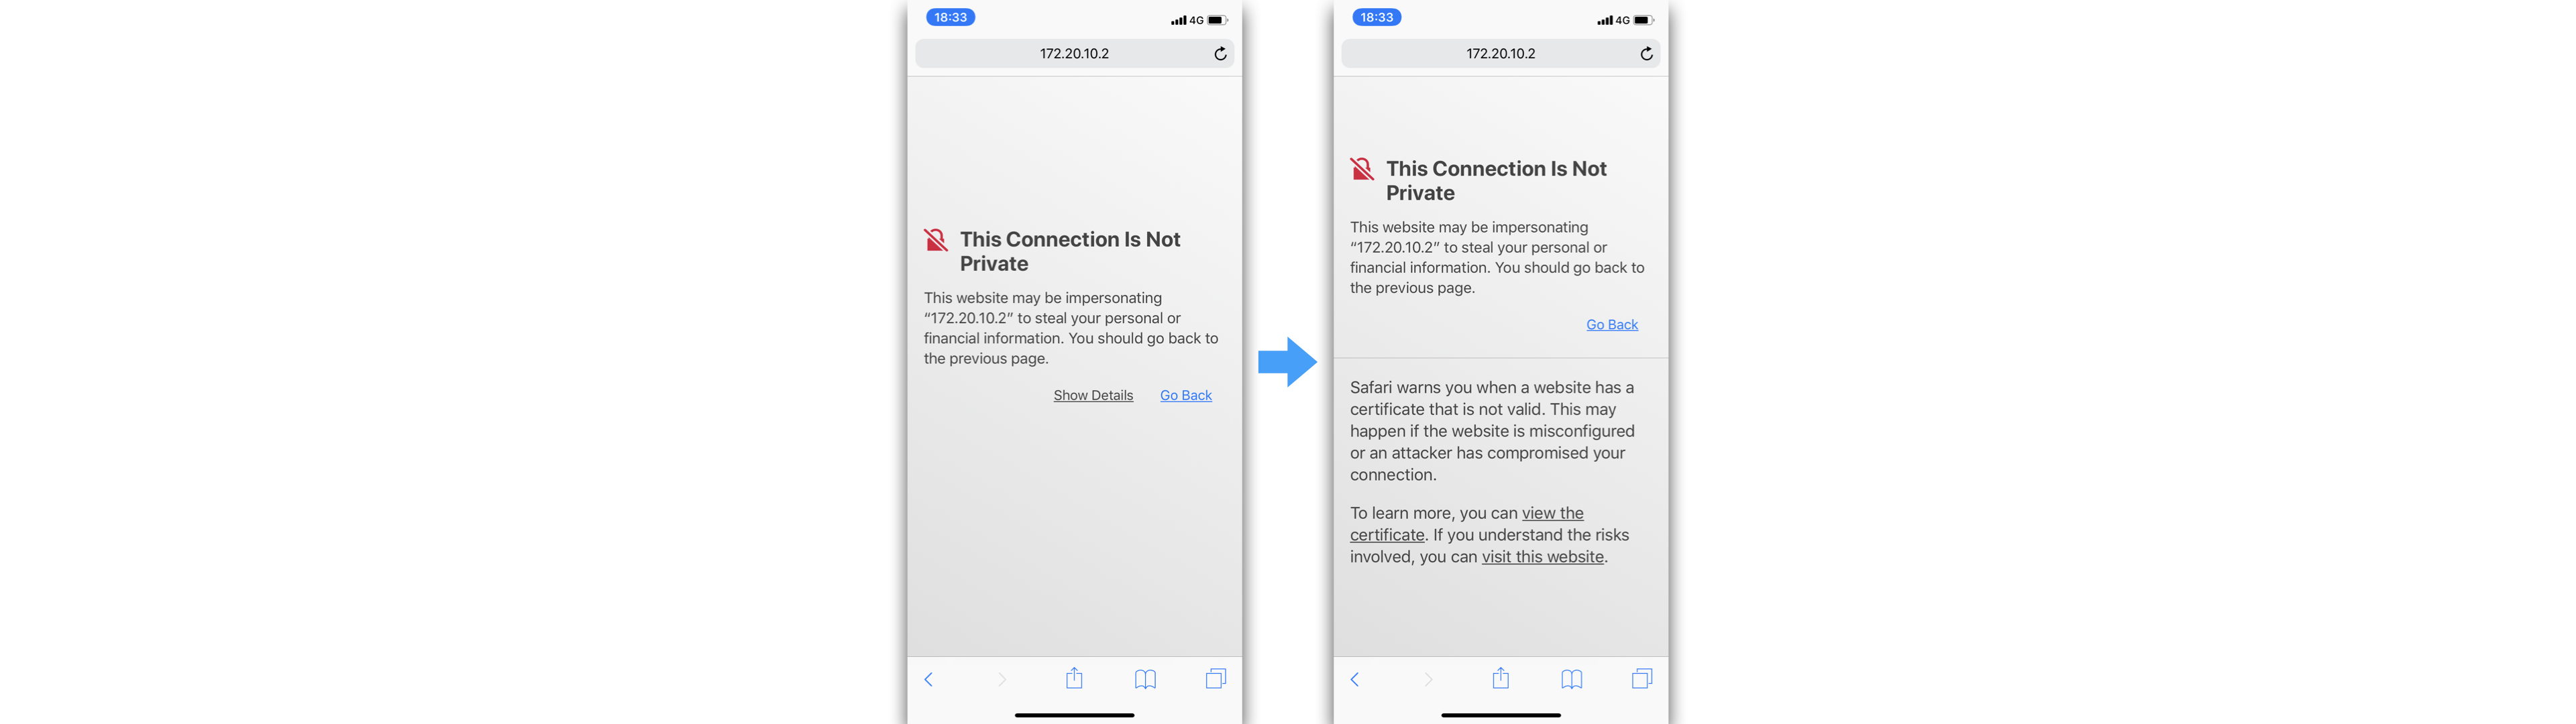 18:33
4G
172.20.10.2
This Connection Is Not
Private
This website may be impersonating
“172.20.10.2” to steal your personal or
financial information. You should go back to
the previous page.
Show Details Go Back
18:33
4G
172.20.10.2
This Connection Is Not
Private
This website may be impersonating
“172.20.10.2” to steal your personal or
financial information. You should go back to
the previous page.
Go Back
Safari warns you when a website has a
certificate that is not valid. This may
happen if the website is misconfigured
or an attacker has compromised your
connection.
To learn more, you can view the
certificate. If you understand the risks
involved, you can visit this website.